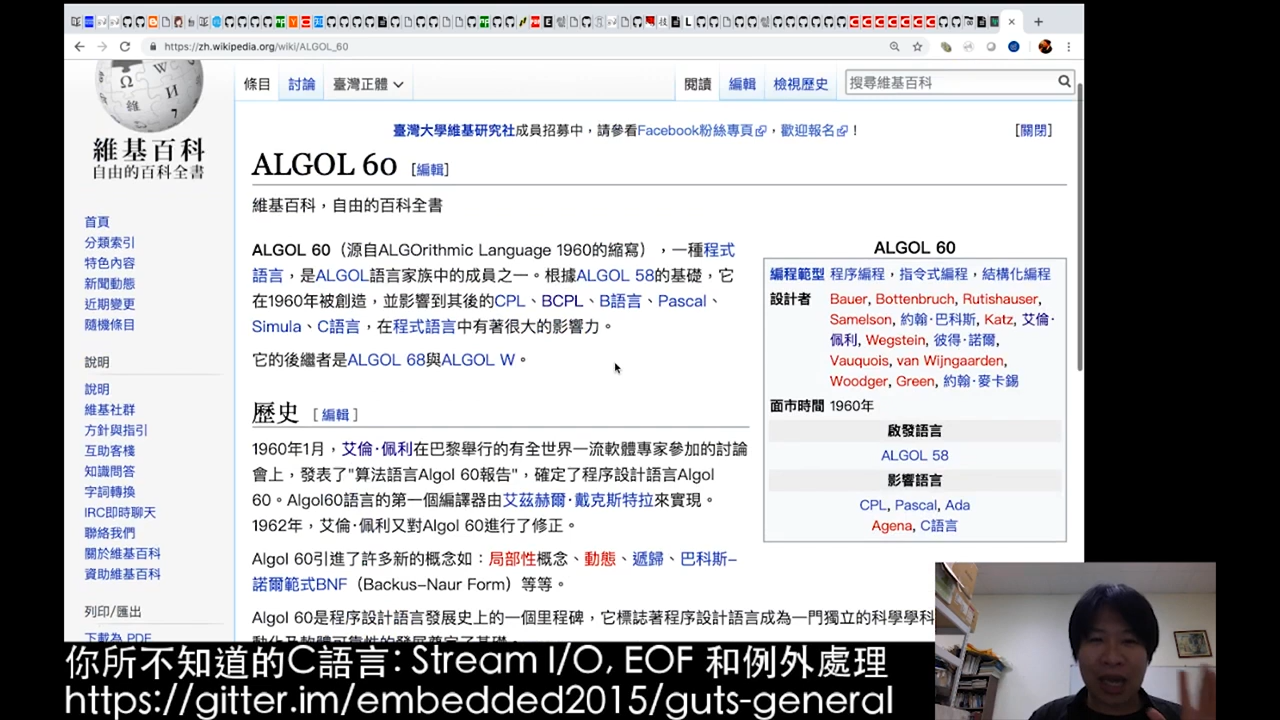 https://zh.wikipedia.org/wiki/ALGOL_60
維基百科
自由的百科全書
條目 討論 臺灣正體 閱讀 編輯 檢視歷史 搜尋維基百科
臺灣大學維基研究社成員招募中，請參看Facebook粉絲專頁，歡迎報名！ [關閉]
ALGOL 60 [編輯]
維基百科，自由的百科全書
ALGOL 60（源自ALGOrithmic Language 1960的縮寫），一種程式
語言，是ALGOL語言家族中的成員之一。根據ALGOL 58的基礎，它
在1960年被創造，並影響到其後的CPL、BCPL、B語言、Pascal、
Simula、C語言，在程式語言中有著很大的影響力。
它的後繼者是ALGOL 68與ALGOL W。
歷史 [編輯]
1960年1月，艾倫·佩利在巴黎舉行的有全世界一流軟體專家參加的討論
會上，發表了"算法語言Algol 60報告"，確定了程序設計語言Algol
60。Algol60語言的第一個編譯器由艾茲赫爾·戴克斯特拉來實現。
1962年，艾倫·佩利又對Algol 60進行了修正。
Algol 60引進了許多新的概念如：局部性概念、動態、遞歸、巴科斯–
諾爾範式BNF（Backus–Naur Form）等等。
Algol 60是程序設計語言發展史上的一個里程碑，它標誌著程序設計語言成為一門獨立的科學學科
ALGOL 60
編程範型 程序編程，指令式編程，結構化編程
設計者 Bauer, Bottenbruch, Rutishauser,
Samelson, 約翰·巴科斯, Katz, 艾倫·
佩利, Wegstein, 彼得·諾爾,
Vauquois, van Wijngaarden,
Woodger, Green, 約翰·麥卡錫
面市時間 1960年
啟發語言
ALGOL 58
影響語言
CPL, Pascal, Ada
Agena, C語言
首頁
分類索引
特色內容
新聞動態
近期變更
隨機條目
說明
說明
維基社群
方針與指引
互助客棧
知識問答
字詞轉換
IRC即時聊天
聯絡我們
關於維基百科
資助維基百科
列印/匯出
下載為 PDF
你所不知道的C語言: Stream I/O, EOF 和例外處理
https://gitter.im/embedded2015/guts-general